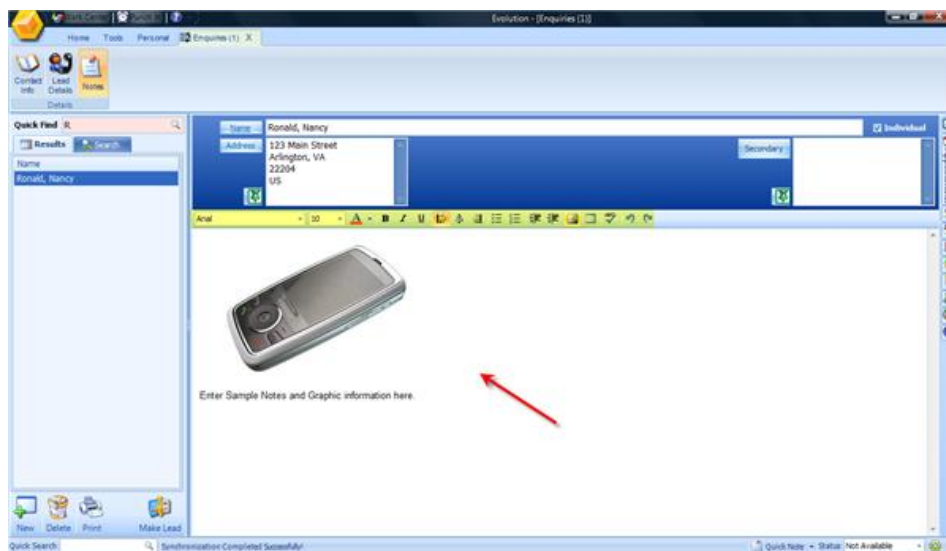 Evolution - [Enquiries (1)]
Home Tools Personal Enquiries (1) X
Contact Info
Lead Details
Notes
Details
Quick Find R
Results Search
Name
Ronald, Nancy
New Delete Print Make Lead
Quick Search
Name Ronald, Nancy
Individual
Address 123 Main Street
Arlington, VA
22204
US
Secondary
Arial 10 A B I U
Enter Sample Notes and Graphic information here.
Synchronization Completed Successfully!
Quick Note Status Not Available